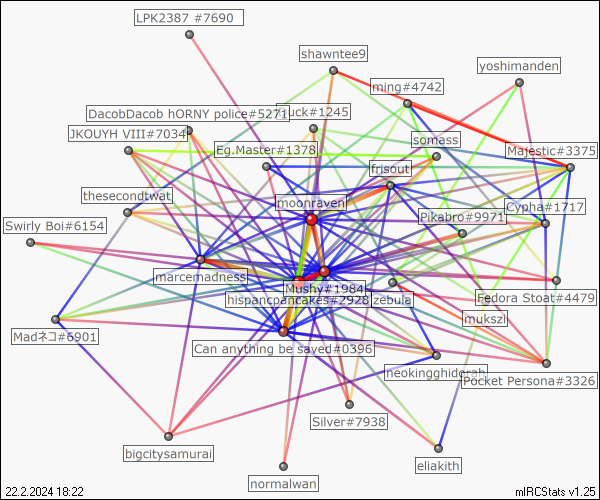 LPK2387 #7690
shawntee9
yoshimanden
ming#4742
DacobDacob hORNY police#5271
uck#1245
JKOUYH VIII#7034
somass
Eg.Master#1378
Majestic#3375
frisout
thesecondtwat
moonraven
Cypha#1717
Pikabro#9971
Swirly Boi#6154
marcemadness
Mushy#1984
hispancpancakes#2928
zebula
Fedora Stoat#4479
mukszi
Madネコ#6901
Can anything be saved#0396
neokingghidorah
Pocket Persona#3326
Silver#7938
bigcitysamurai
eliakith
normalwan
22.2.2024 18:22
mIRCStats v1.25